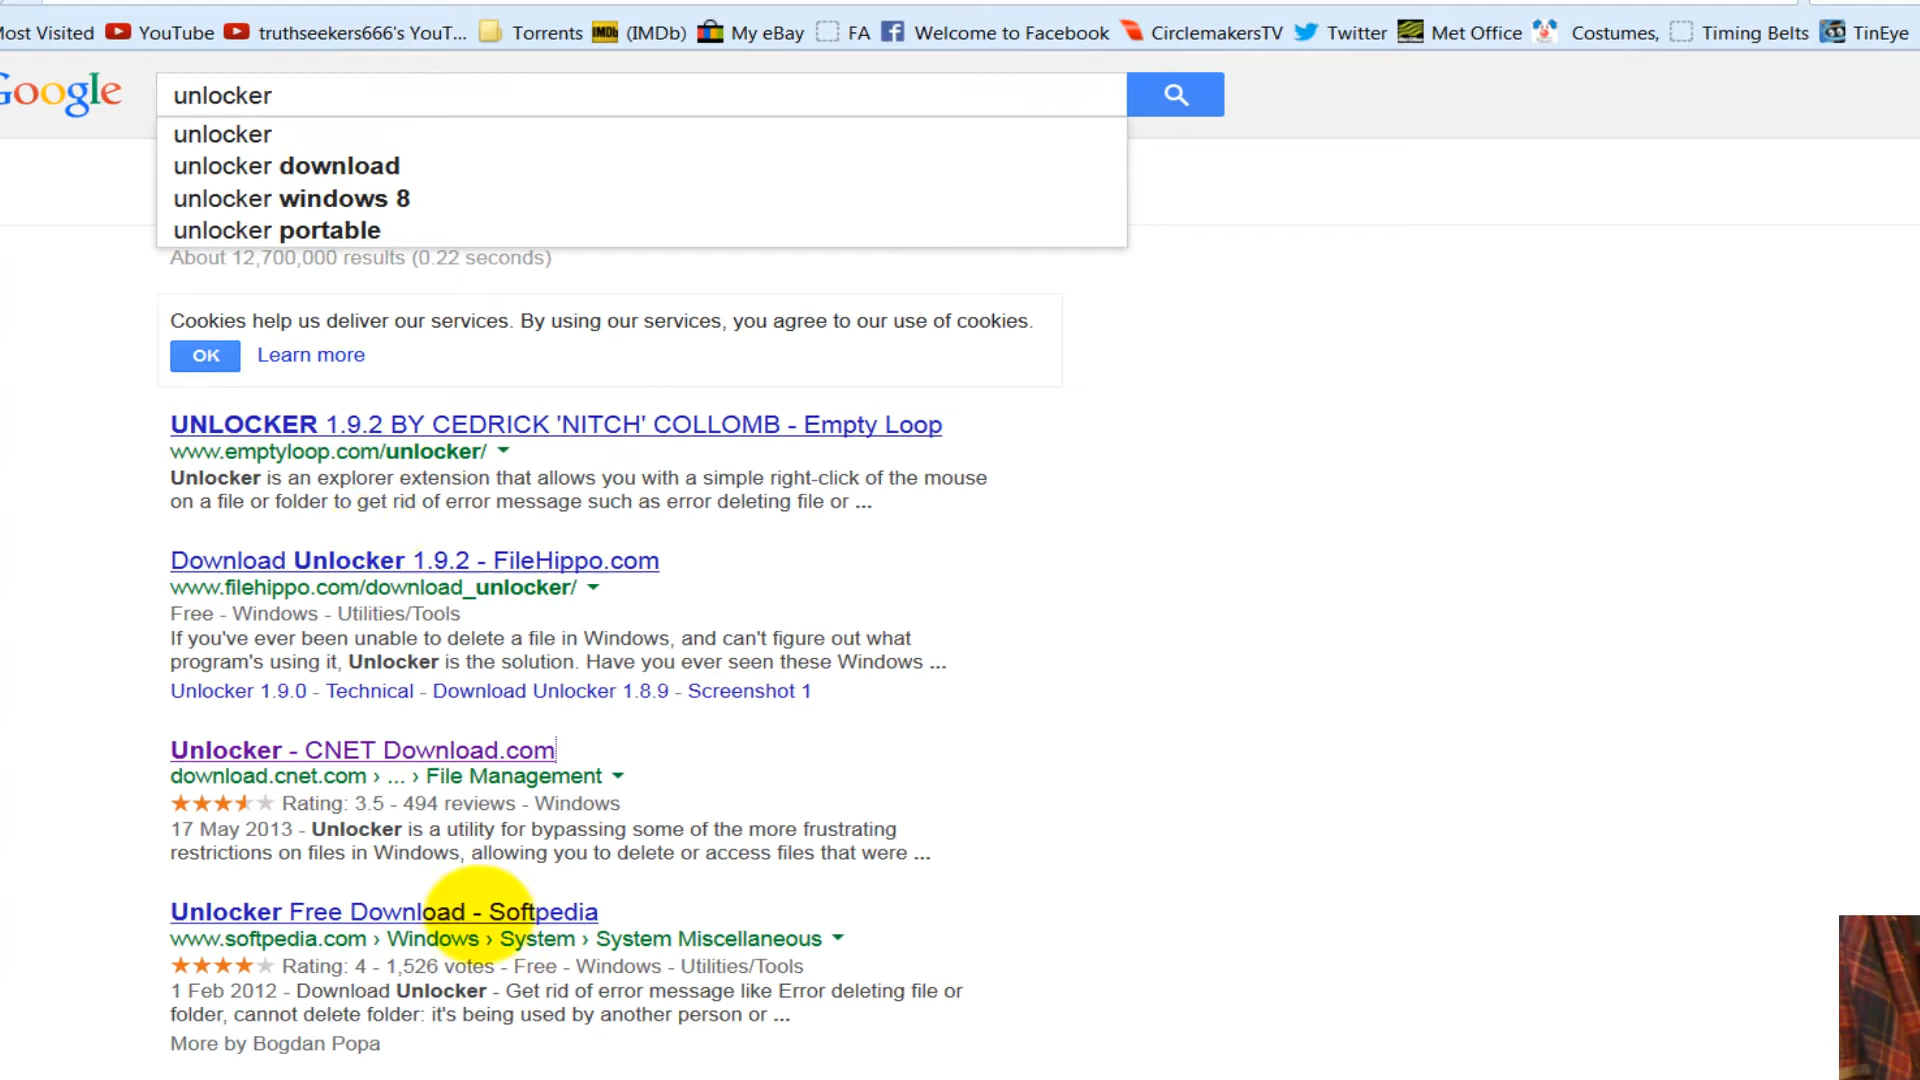 Most Visited YouTube truthseekers666's YouT... Torrents (IMDb) My eBay FA Welcome to Facebook CirclemakersTV Twitter Met Office Costumes, Timing Belts TinEye
Google unlocker
unlocker
unlocker download
unlocker windows 8
unlocker portable
About 12,700,000 results (0.22 seconds)
Cookies help us deliver our services. By using our services, you agree to our use of cookies.
OK Learn more
UNLOCKER 1.9.2 BY CEDRICK 'NITCH' COLLOMB - Empty Loop
www.emptyloop.com/unlocker/
Unlocker is an explorer extension that allows you with a simple right-click of the mouse
on a file or folder to get rid of error message such as error deleting file or ...
Download Unlocker 1.9.2 - FileHippo.com
www.filehippo.com/download_unlocker/
Free - Windows - Utilities/Tools
If you've ever been unable to delete a file in Windows, and can't figure out what
program's using it, Unlocker is the solution. Have you ever seen these Windows ...
Unlocker 1.9.0 - Technical - Download Unlocker 1.8.9 - Screenshot 1
Unlocker - CNET Download.com
download.cnet.com › ... › File Management
Rating: 3.5 - 494 reviews - Windows
17 May 2013 - Unlocker is a utility for bypassing some of the more frustrating
restrictions on files in Windows, allowing you to delete or access files that were ...
Unlocker Free Download - Softpedia
www.softpedia.com › Windows › System › System Miscellaneous
Rating: 4 - 1,526 votes - Free - Windows - Utilities/Tools
1 Feb 2012 - Download Unlocker - Get rid of error message like Error deleting file or
folder, cannot delete folder: it's being used by another person or ...
More by Bogdan Popa